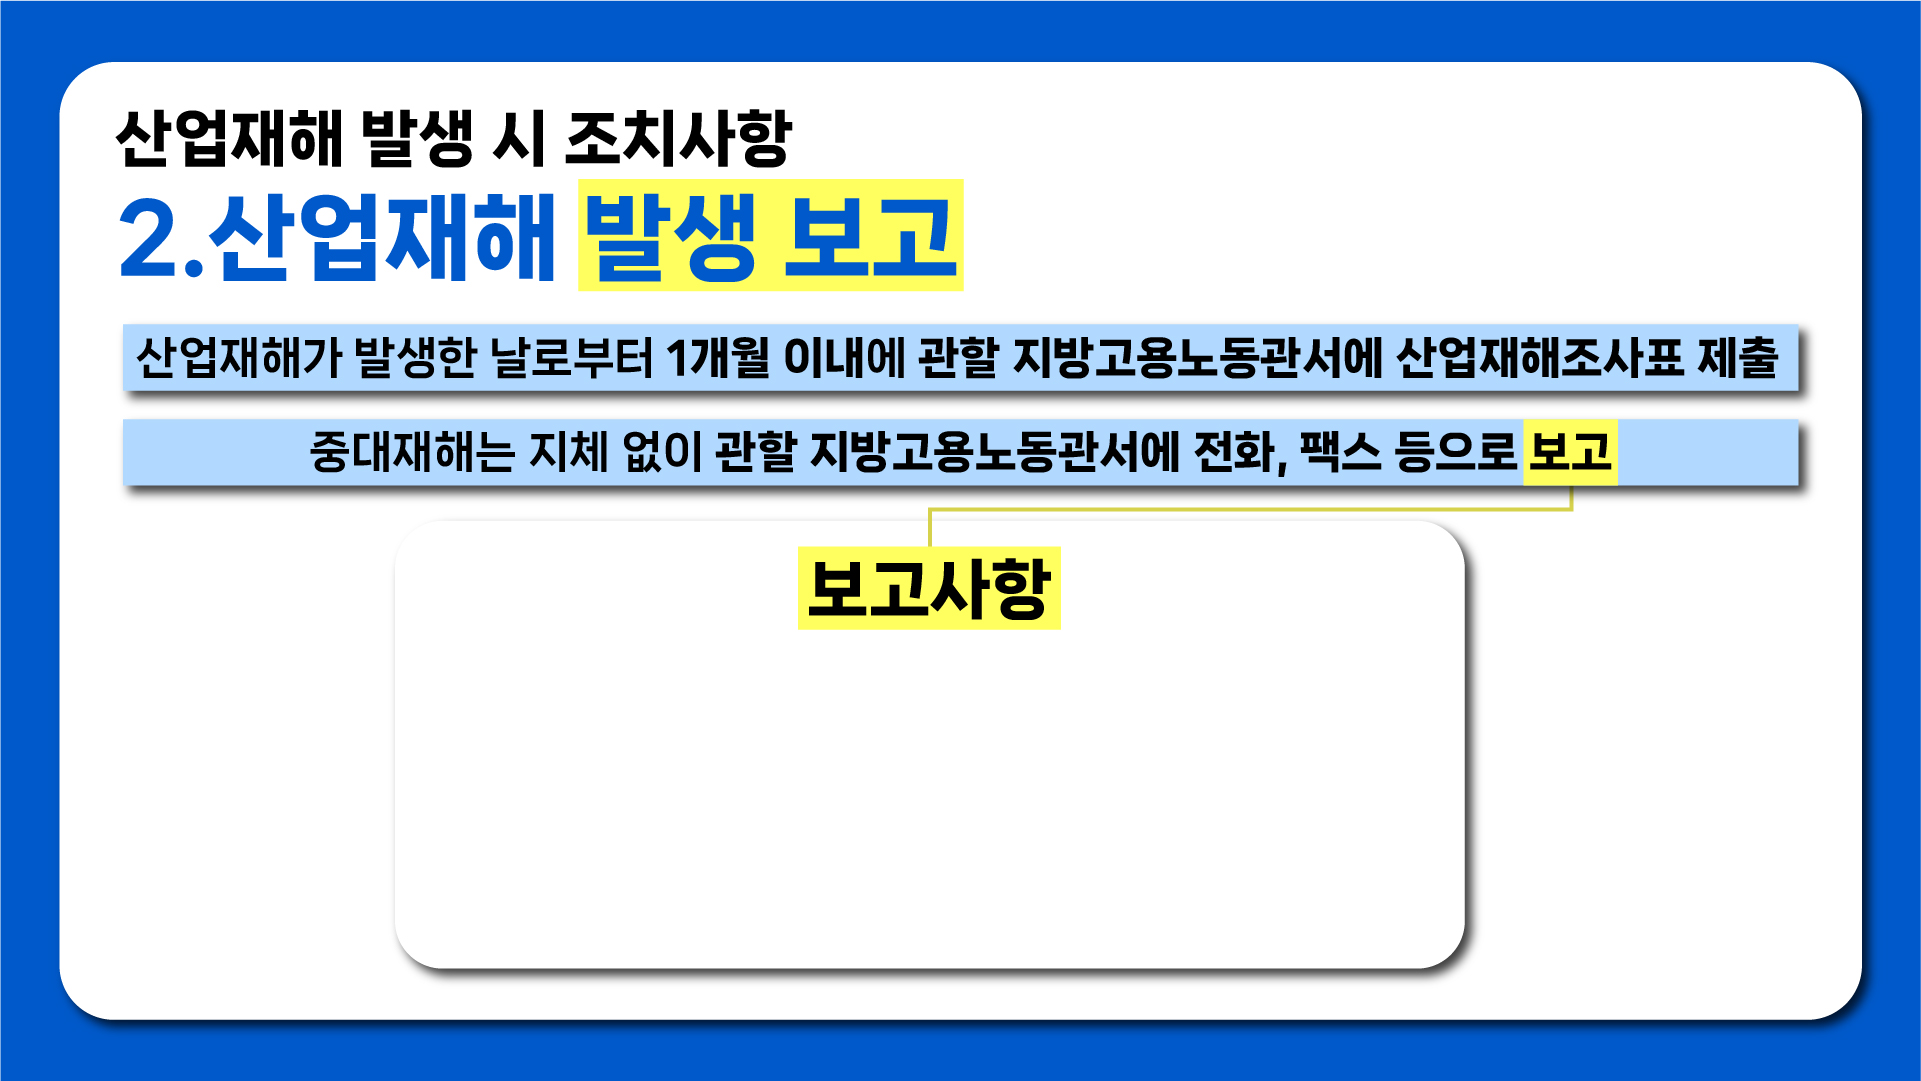 산업재해 발생 시 조치사항
2.산업재해 발생 보고
산업재해가 발생한 날로부터 1개월 이내에 관할 지방고용노동관서에 산업재해조사표 제출
중대재해는 지체 없이 관할 지방고용노동관서에 전화, 팩스 등으로 보고
보고사항